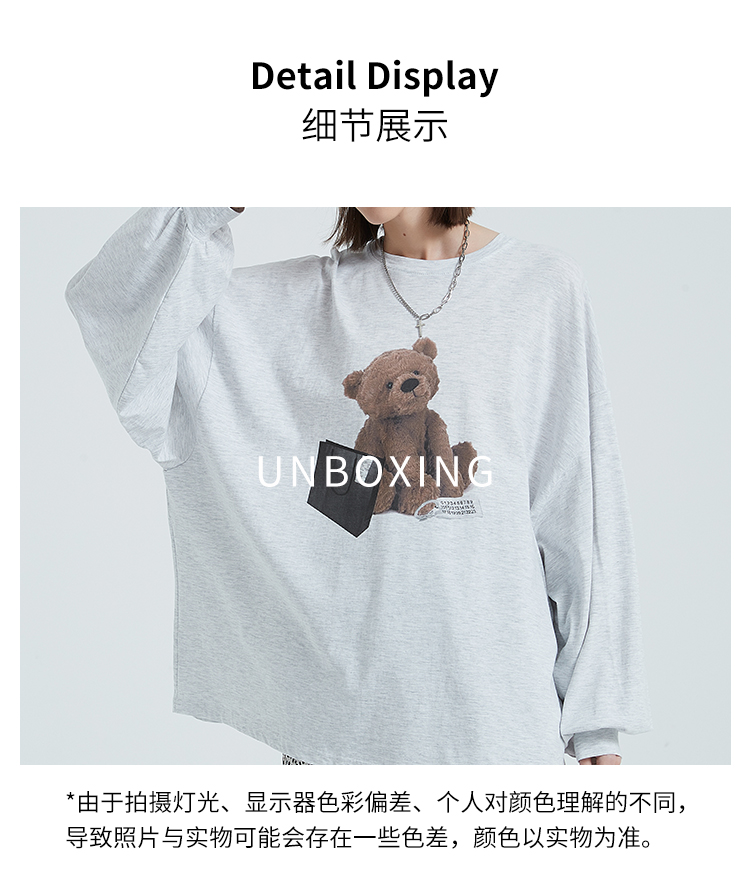 Detail Display
细节展示
UNBOXING
*由于拍摄灯光、显示器色彩偏差、个人对颜色理解的不同，
导致照片与实物可能会存在一些色差，颜色以实物为准。